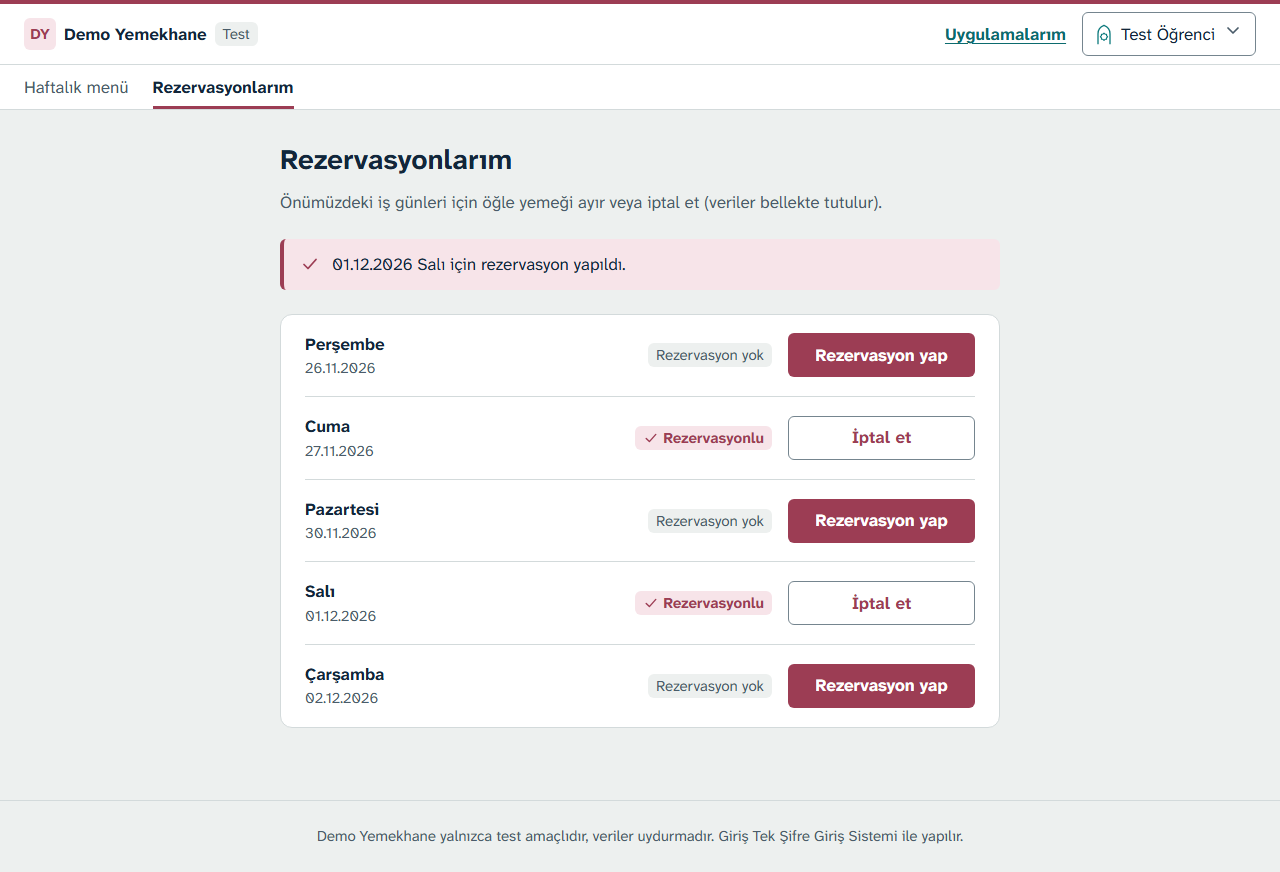 DY Demo Yemekhane Test Uygulamalarım Test Öğrenci
Haftalık menü Rezervasyonlarım
Rezervasyonlarım
Önümüzdeki iş günleri için öğle yemeği ayır veya iptal et (veriler bellekte tutulur).
01.12.2026 Salı için rezervasyon yapıldı.
Perşembe
26.11.2026
Rezervasyon yok Rezervasyon yap
Cuma
27.11.2026
Rezervasyonlu İptal et
Pazartesi
30.11.2026
Rezervasyon yok Rezervasyon yap
Salı
01.12.2026
Rezervasyonlu İptal et
Çarşamba
02.12.2026
Rezervasyon yok Rezervasyon yap
Demo Yemekhane yalnızca test amaçlıdır, veriler uydurmadır. Giriş Tek Şifre Giriş Sistemi ile yapılır.